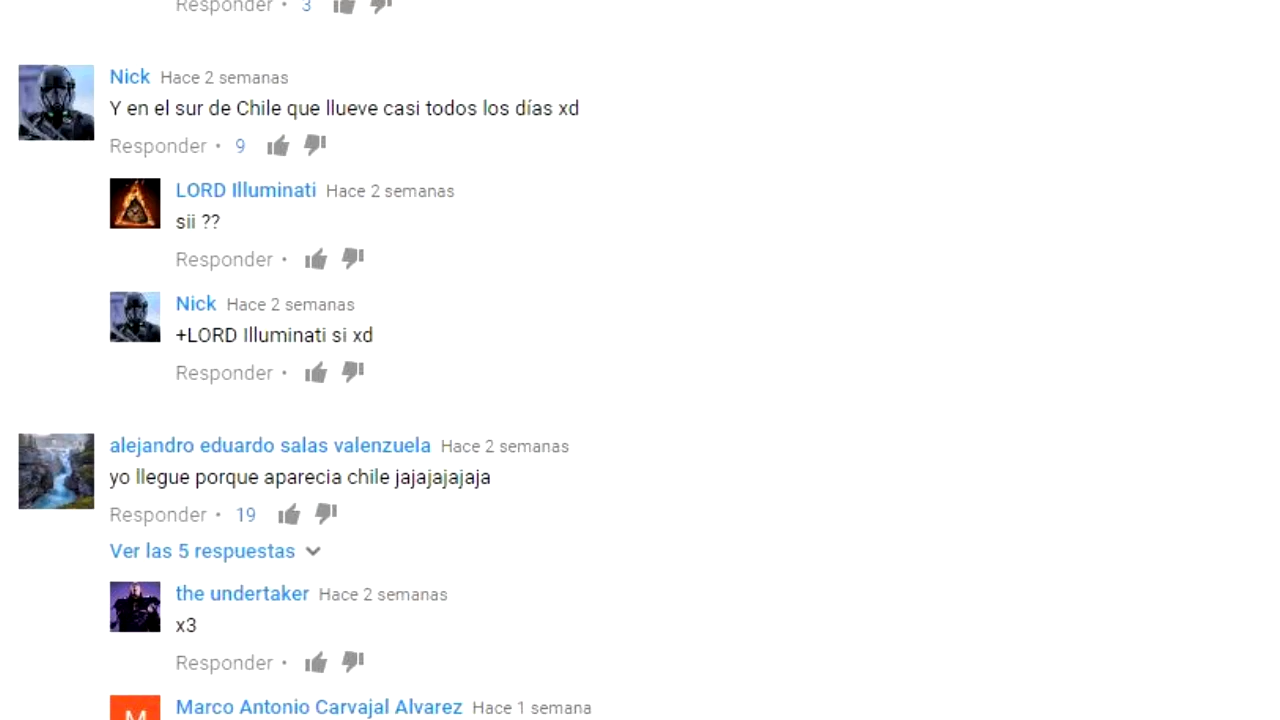 Responder • 3
Nick Hace 2 semanas
Y en el sur de Chile que llueve casi todos los días xd
Responder • 9
LORD Illuminati Hace 2 semanas
sii ??
Responder •
Nick Hace 2 semanas
+LORD Illuminati si xd
Responder •
alejandro eduardo salas valenzuela Hace 2 semanas
yo llegue porque aparecia chile jajajajajaja
Responder • 19
Ver las 5 respuestas
the undertaker Hace 2 semanas
x3
Responder •
Marco Antonio Carvajal Alvarez Hace 1 semana
M